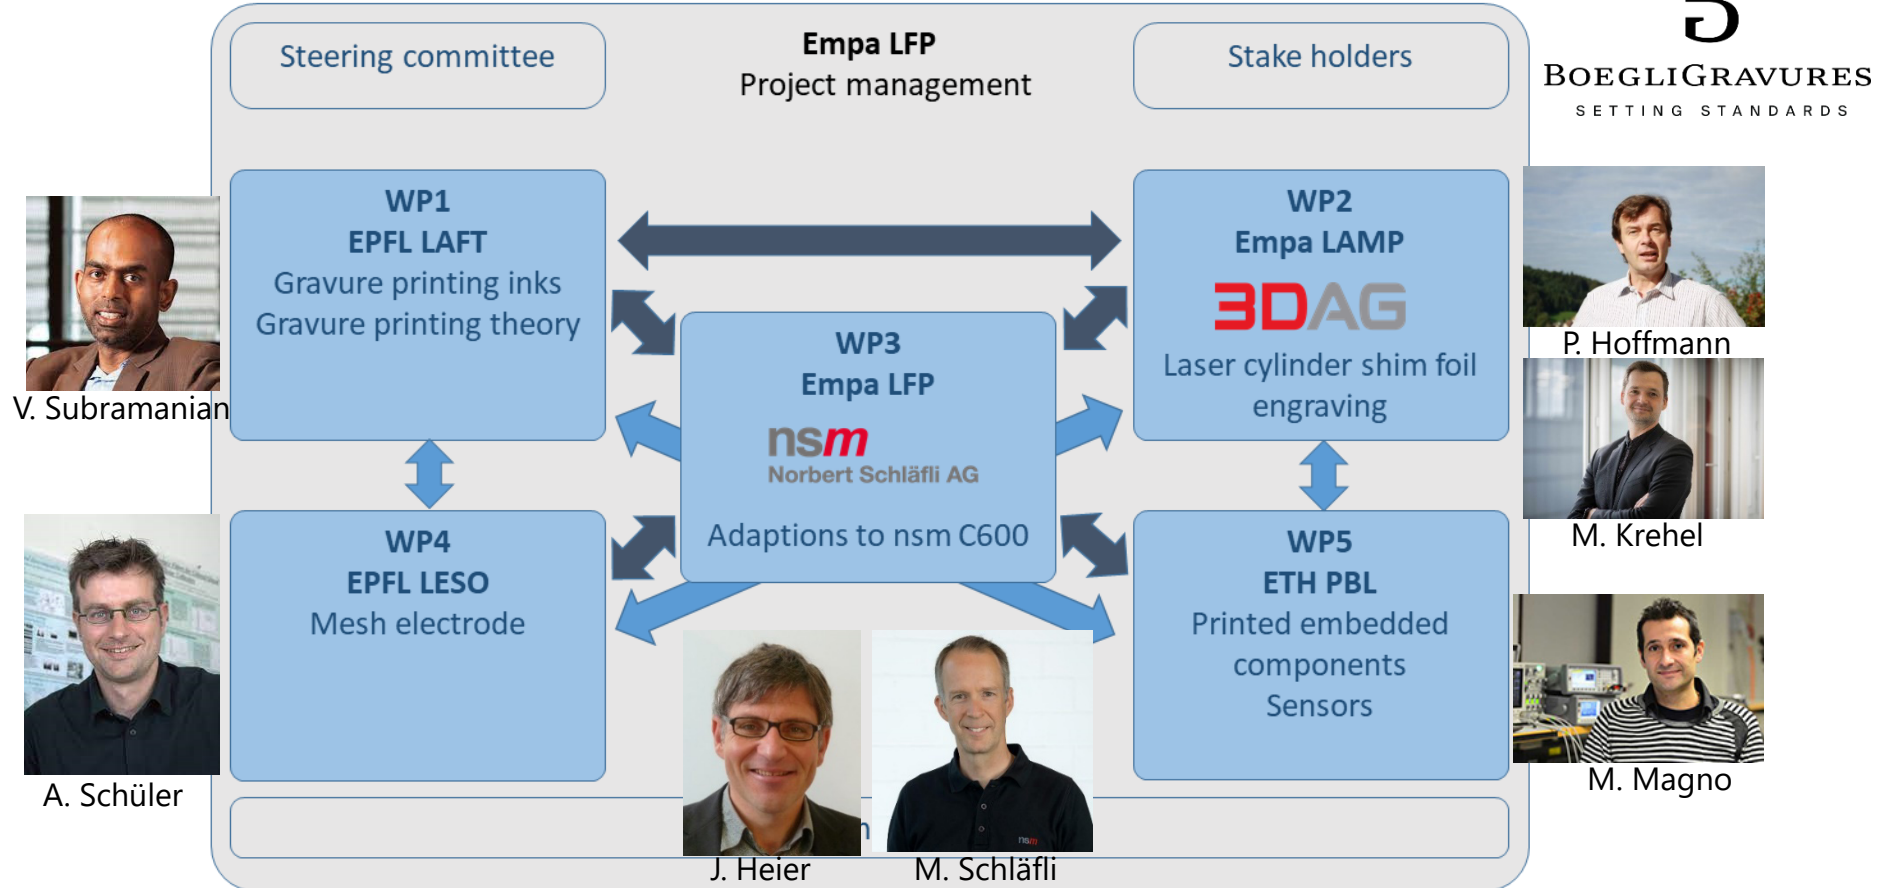 Steering committee
Empa LFP
Project management
Stake holders
BOEGLIGRAVURES
SETTING STANDARDS
WP1
EPFL LAFT
Gravure printing inks
Gravure printing theory
WP2
Empa LAMP
3DAG
Laser cylinder shim foil
engraving
WP3
Empa LFP
nsm
Norbert Schläfli AG
Adaptions to nsm C600
WP4
EPFL LESO
Mesh electrode
WP5
ETH PBL
Printed embedded
components
Sensors
V. Subramanian
P. Hoffmann
M. Krehel
A. Schüler
M. Magno
nsm
J. Heier
M. Schläfli